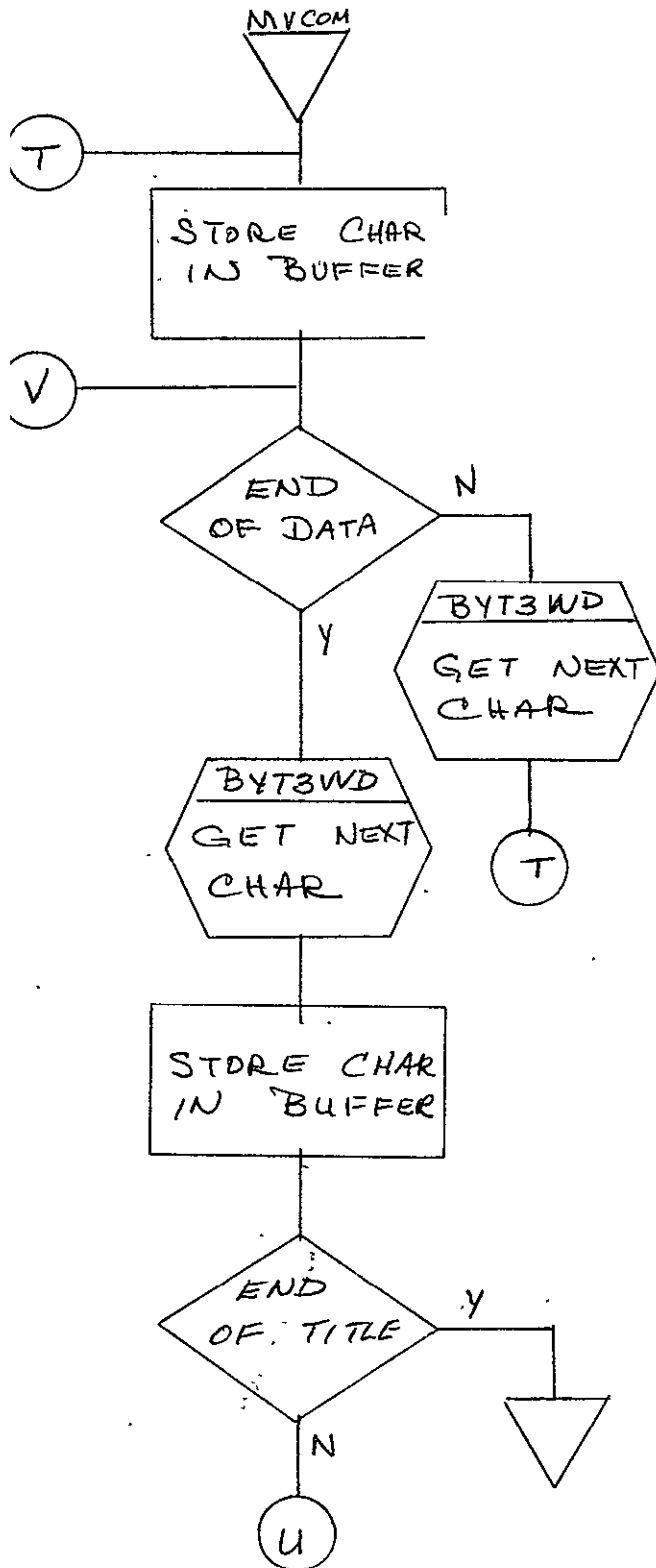 MVCOM
T
STORE CHAR
IN BUFFER
V
END
OF DATA
N
Y
BYT3WD
GET NEXT
CHAR
T
BYT3WD
GET NEXT
CHAR
STORE CHAR
IN BUFFER
END
OF TITLE
Y
N
U